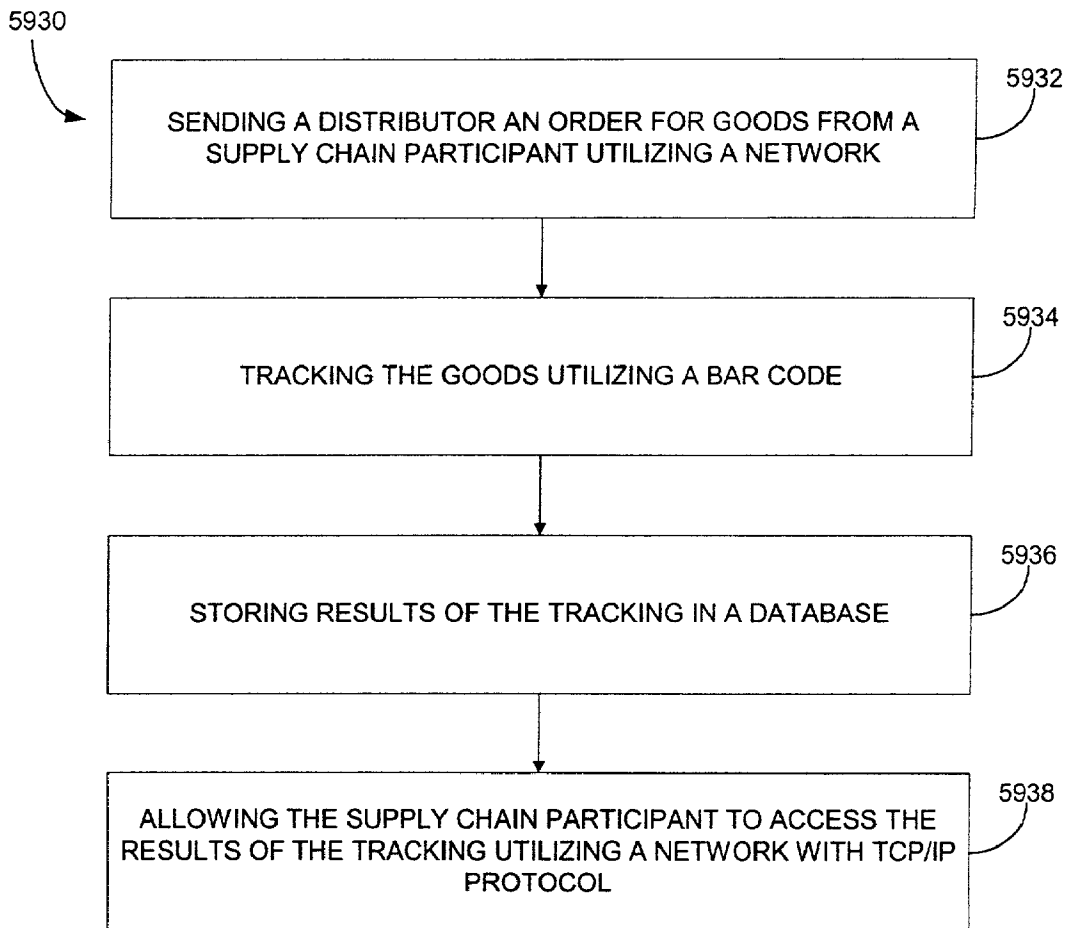 5930
5932
SENDING A DISTRIBUTOR AN ORDER FOR GOODS FROM A
SUPPLY CHAIN PARTICIPANT UTILIZING A NETWORK
5934
TRACKING THE GOODS UTILIZING A BAR CODE
5936
STORING RESULTS OF THE TRACKING IN A DATABASE
5938
ALLOWING THE SUPPLY CHAIN PARTICIPANT TO ACCESS THE
RESULTS OF THE TRACKING UTILIZING A NETWORK WITH TCP/IP
PROTOCOL